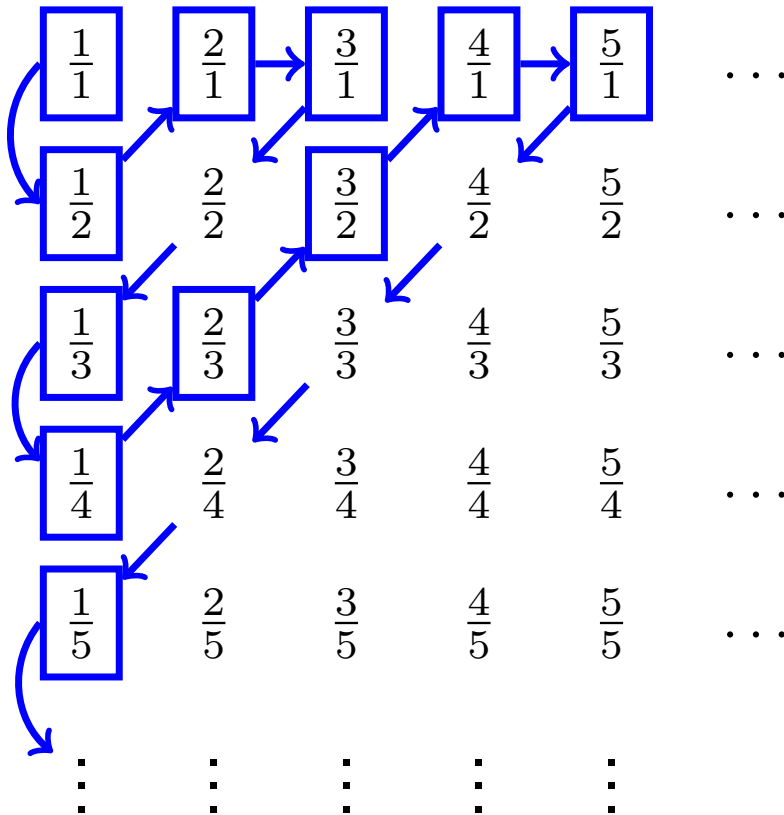 1/1 2/1 3/1 4/1 5/1 ...
1/2 2/2 3/2 4/2 5/2 ...
1/3 2/3 3/3 4/3 5/3 ...
1/4 2/4 3/4 4/4 5/4 ...
1/5 2/5 3/5 4/5 5/5 ...
⋮ ⋮ ⋮ ⋮ ⋮